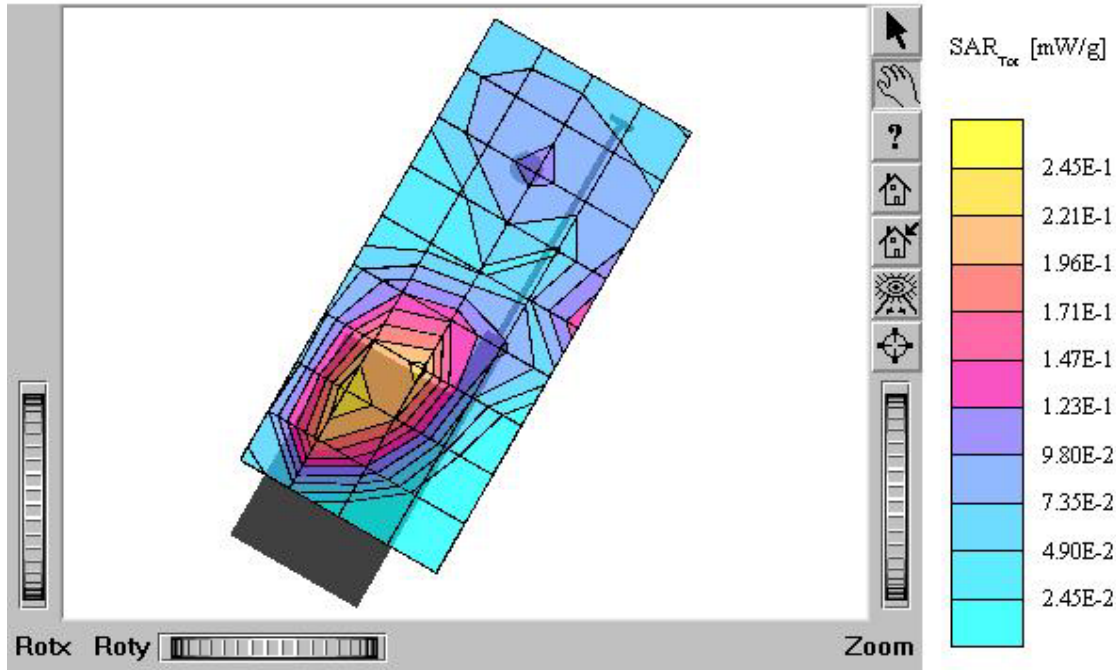 SAR_Tot [mW/g]
2.45E-1
2.21E-1
1.96E-1
1.71E-1
1.47E-1
1.23E-1
9.80E-2
7.35E-2
4.90E-2
2.45E-2
?
Rotx Roty Zoom